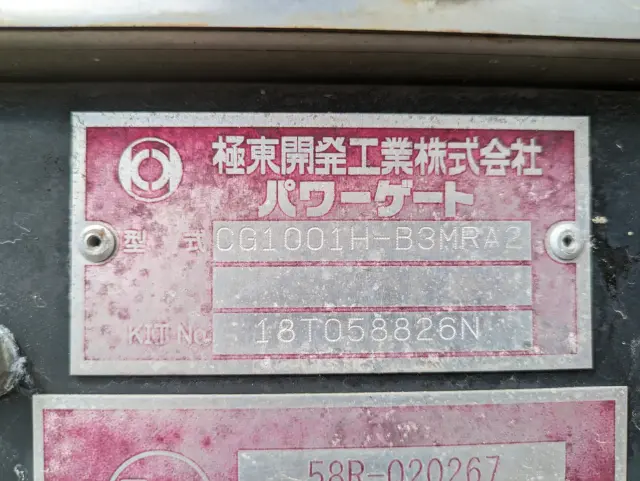 極東開発工業株式会社
パワーゲート
型 式 CG1001H-B3MRA2
KIT No. 18T058826N
58R-020267